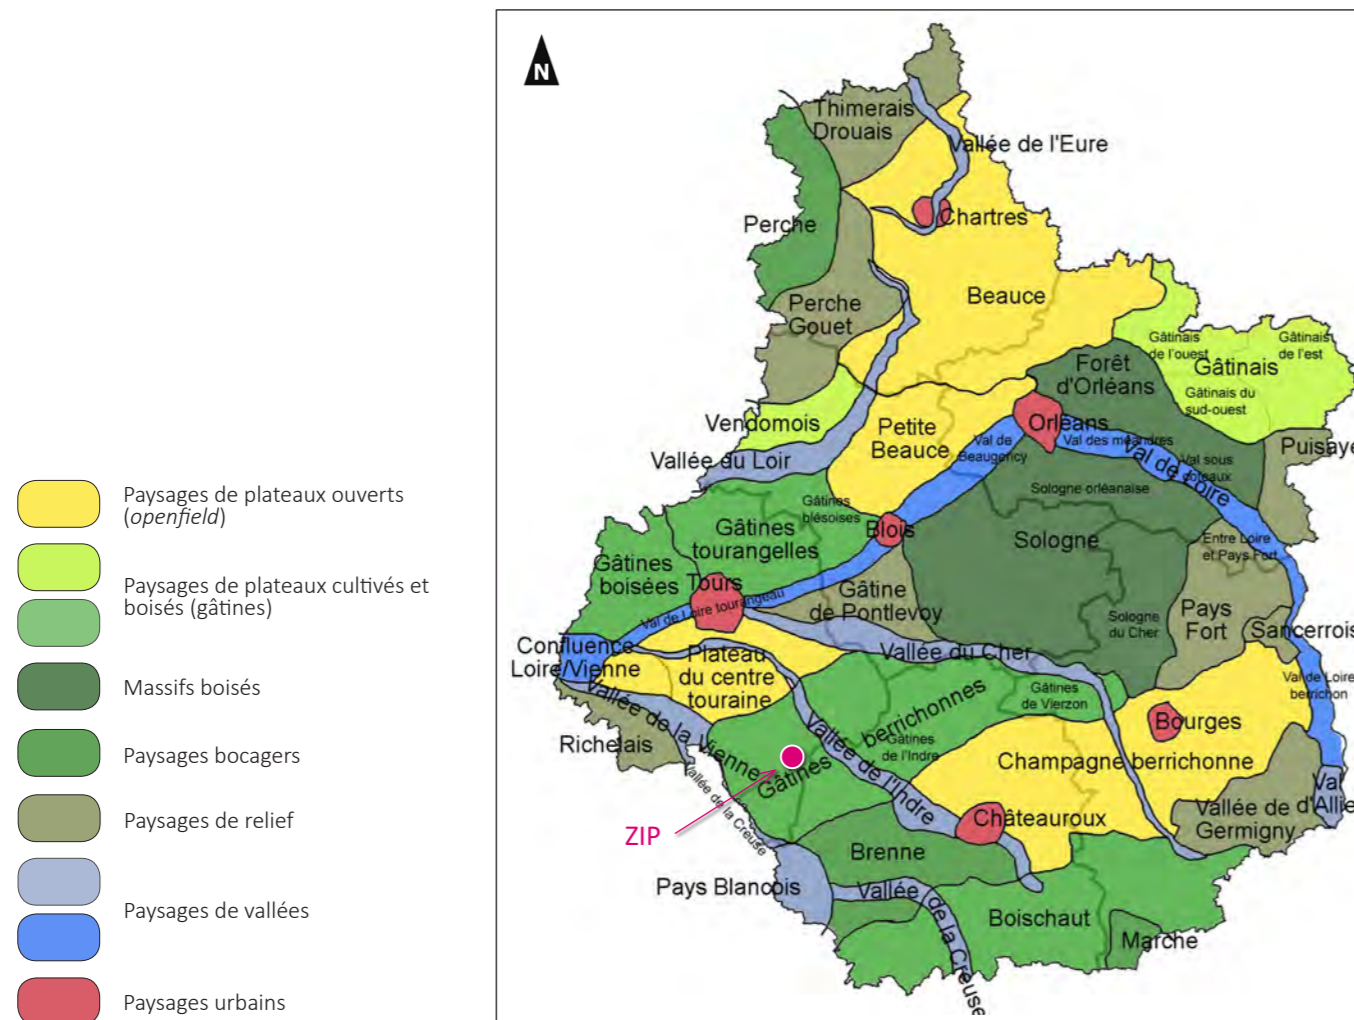 N
Thimerais
Drouais
Vallée de l'Eure
Chartres
Perche
Beauce
Perche
Gouet
Gâtinais
de l'ouest
Gâtinais
de l'est
Gâtinais
Forêt
d'Orléans
Gâtinais du
sud-ouest
Vendomois
Petite
Beauce
Orléans
Val de
Beaugency
Val des méandres
Val de Loire
Val sous
coteaux
Puisaye
Vallée du Loir
Sologne orléanaise
Gâtines
blésoises
Gâtines
tourangelles
Blois
Sologne
Entre Loire
et Pays Fort
Gâtines
boisées
Tours
Val de Loire tourangeau
Gâtine
de Pontlevoy
Sologne
du Cher
Pays
Fort
Sancerrois
Confluence
Loire/Vienne
Plateau
du centre
touraine
Vallée du Cher
Val de Loire
berrichon
Vallée de la Vienne
Gâtines
de Vierzon
Bourges
Richelais
Gâtines berrichonnes
Vallée de l'Indre
Gâtines
de l'Indre
Champagne berrichonne
Vallée de la Creuse
ZIP
Châteauroux
Vallée de
Germigny
Val
d'Allier
Brenne
Pays Blancois
Vallée de la Creuse
Boischaut
Marche
Paysages de plateaux ouverts
(openfield)
Paysages de plateaux cultivés et
boisés (gâtines)
Massifs boisés
Paysages bocagers
Paysages de relief
Paysages de vallées
Paysages urbains